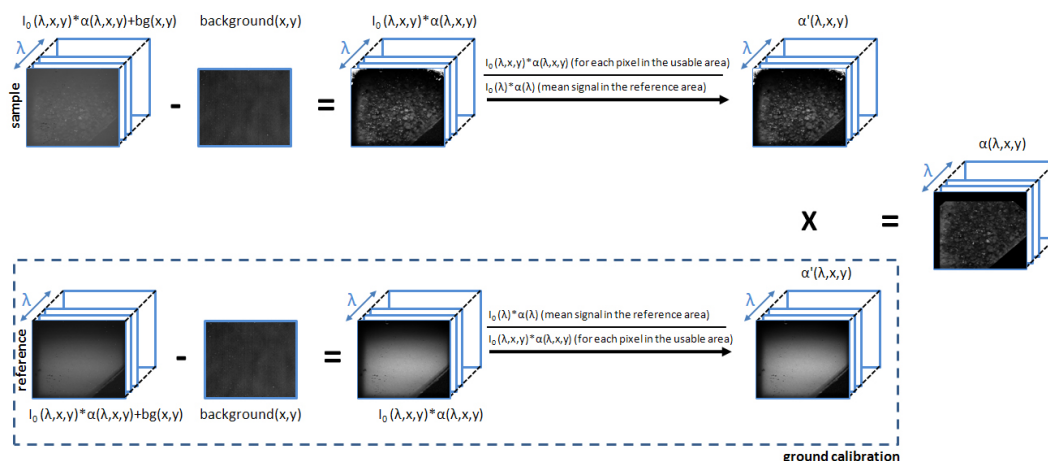 I₀(λ,x,y)*α(λ,x,y)+bg(x,y)
background(x,y)
I₀(λ,x,y)*α(λ,x,y)
α'(λ,x,y)
λ
λ
λ
sample
-
=
I₀(λ,x,y)*α(λ,x,y) (for each pixel in the usable area)
I₀(λ)*α(λ) (mean signal in the reference area)
α(λ,x,y)
λ
X
=
α'(λ,x,y)
λ
λ
λ
reference
-
=
I₀(λ)*α(λ) (mean signal in the reference area)
I₀(λ,x,y)*α(λ,x,y) (for each pixel in the usable area)
I₀(λ,x,y)*α(λ,x,y)+bg(x,y)
background(x,y)
I₀(λ,x,y)*α(λ,x,y)
ground calibration